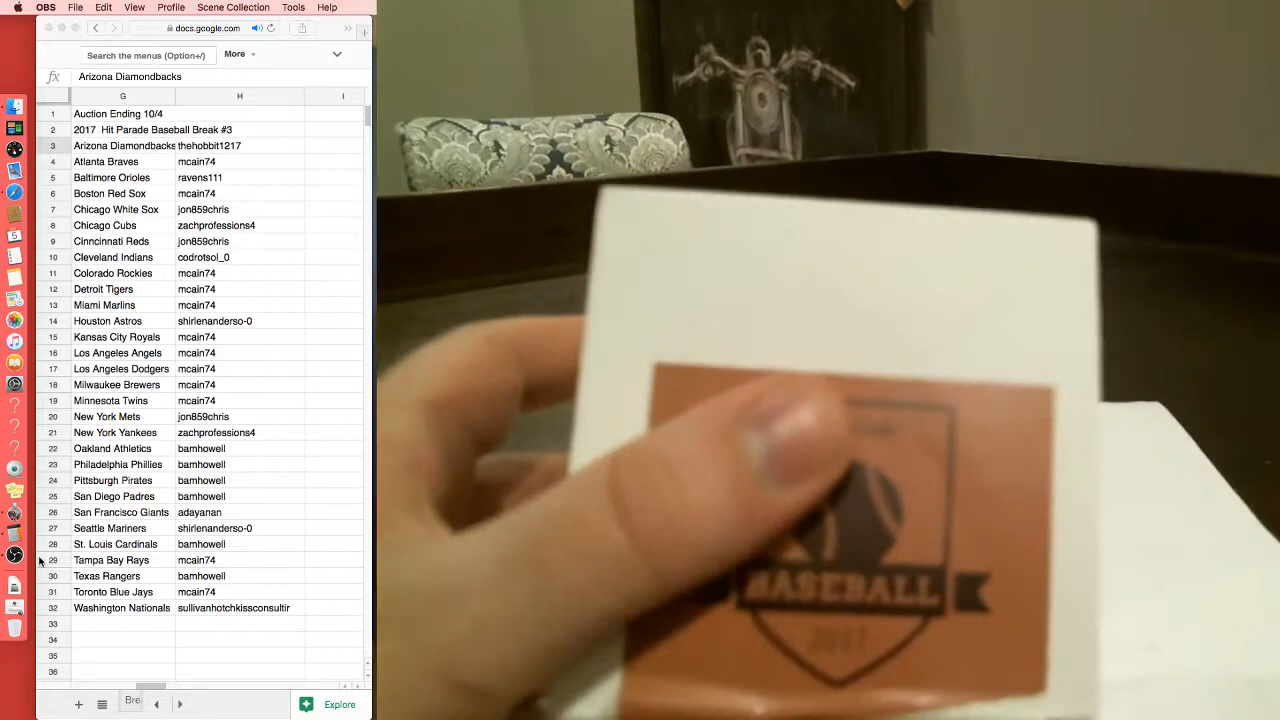 OBS File Edit View Profile Scene Collection Tools Help
docs.google.com
Search the menus (Option+/) More
fx Arizona Diamondbacks
G H I
1 Auction Ending 10/4
2 2017 Hit Parade Baseball Break #3
3 Arizona Diamondbacks thehobbit1217
4 Atlanta Braves mcain74
5 Baltimore Orioles ravens111
6 Boston Red Sox mcain74
7 Chicago White Sox jon859chris
8 Chicago Cubs zachprofessions4
9 Cinncinnati Reds jon859chris
10 Cleveland Indians codrotsol_0
11 Colorado Rockies mcain74
12 Detroit Tigers mcain74
13 Miami Marlins mcain74
14 Houston Astros shirlenanderso-0
15 Kansas City Royals mcain74
16 Los Angeles Angels mcain74
17 Los Angeles Dodgers mcain74
18 Milwaukee Brewers mcain74
19 Minnesota Twins mcain74
20 New York Mets jon859chris
21 New York Yankees zachprofessions4
22 Oakland Athletics bamhowell
23 Philadelphia Phillies bamhowell
24 Pittsburgh Pirates bamhowell
25 San Diego Padres bamhowell
26 San Francisco Giants adayanan
27 Seattle Mariners shirlenanderso-0
28 St. Louis Cardinals bamhowell
29 Tampa Bay Rays mcain74
30 Texas Rangers bamhowell
31 Toronto Blue Jays mcain74
32 Washington Nationals sullivanhotchkissconsultir
33
34
35
36
Bre
Explore
BASEBALL
2017